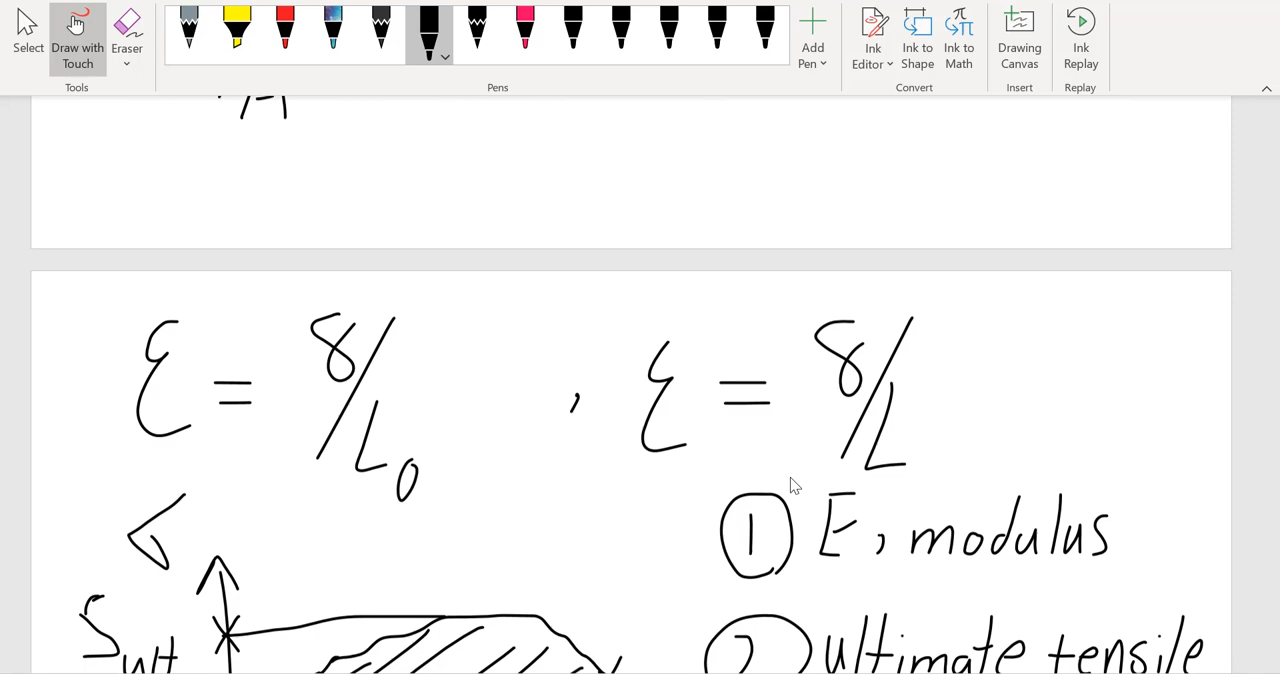 Select
Draw with Touch
Eraser
Add Pen
Ink Editor
Ink to Shape
Ink to Math
Drawing Canvas
Ink Replay
Tools
Pens
Convert
Insert
Replay
A
ε = δ/L₀ , ε = δ/L
① E, modulus
S ult
② ultimate tensile